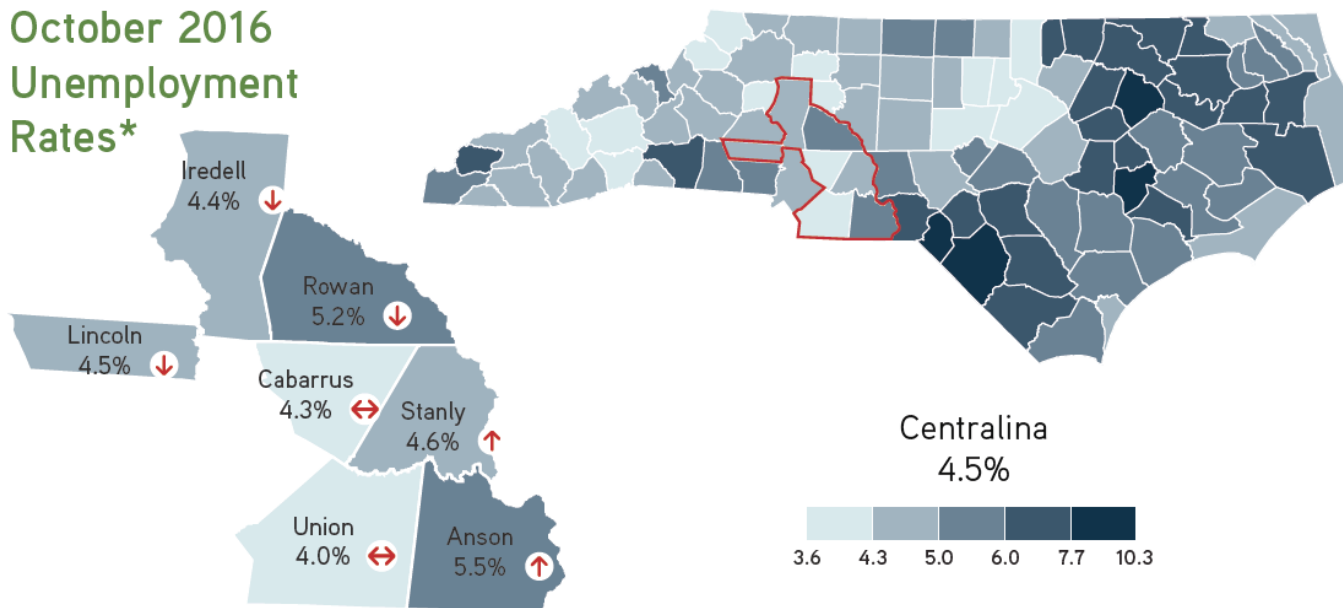 October 2016
Unemployment
Rates*
Iredell
4.4%
Rowan
5.2%
Lincoln
4.5%
Cabarrus
4.3%
Stanly
4.6%
Union
4.0%
Anson
5.5%
Centralina
4.5%
3.6 4.3 5.0 6.0 7.7 10.3